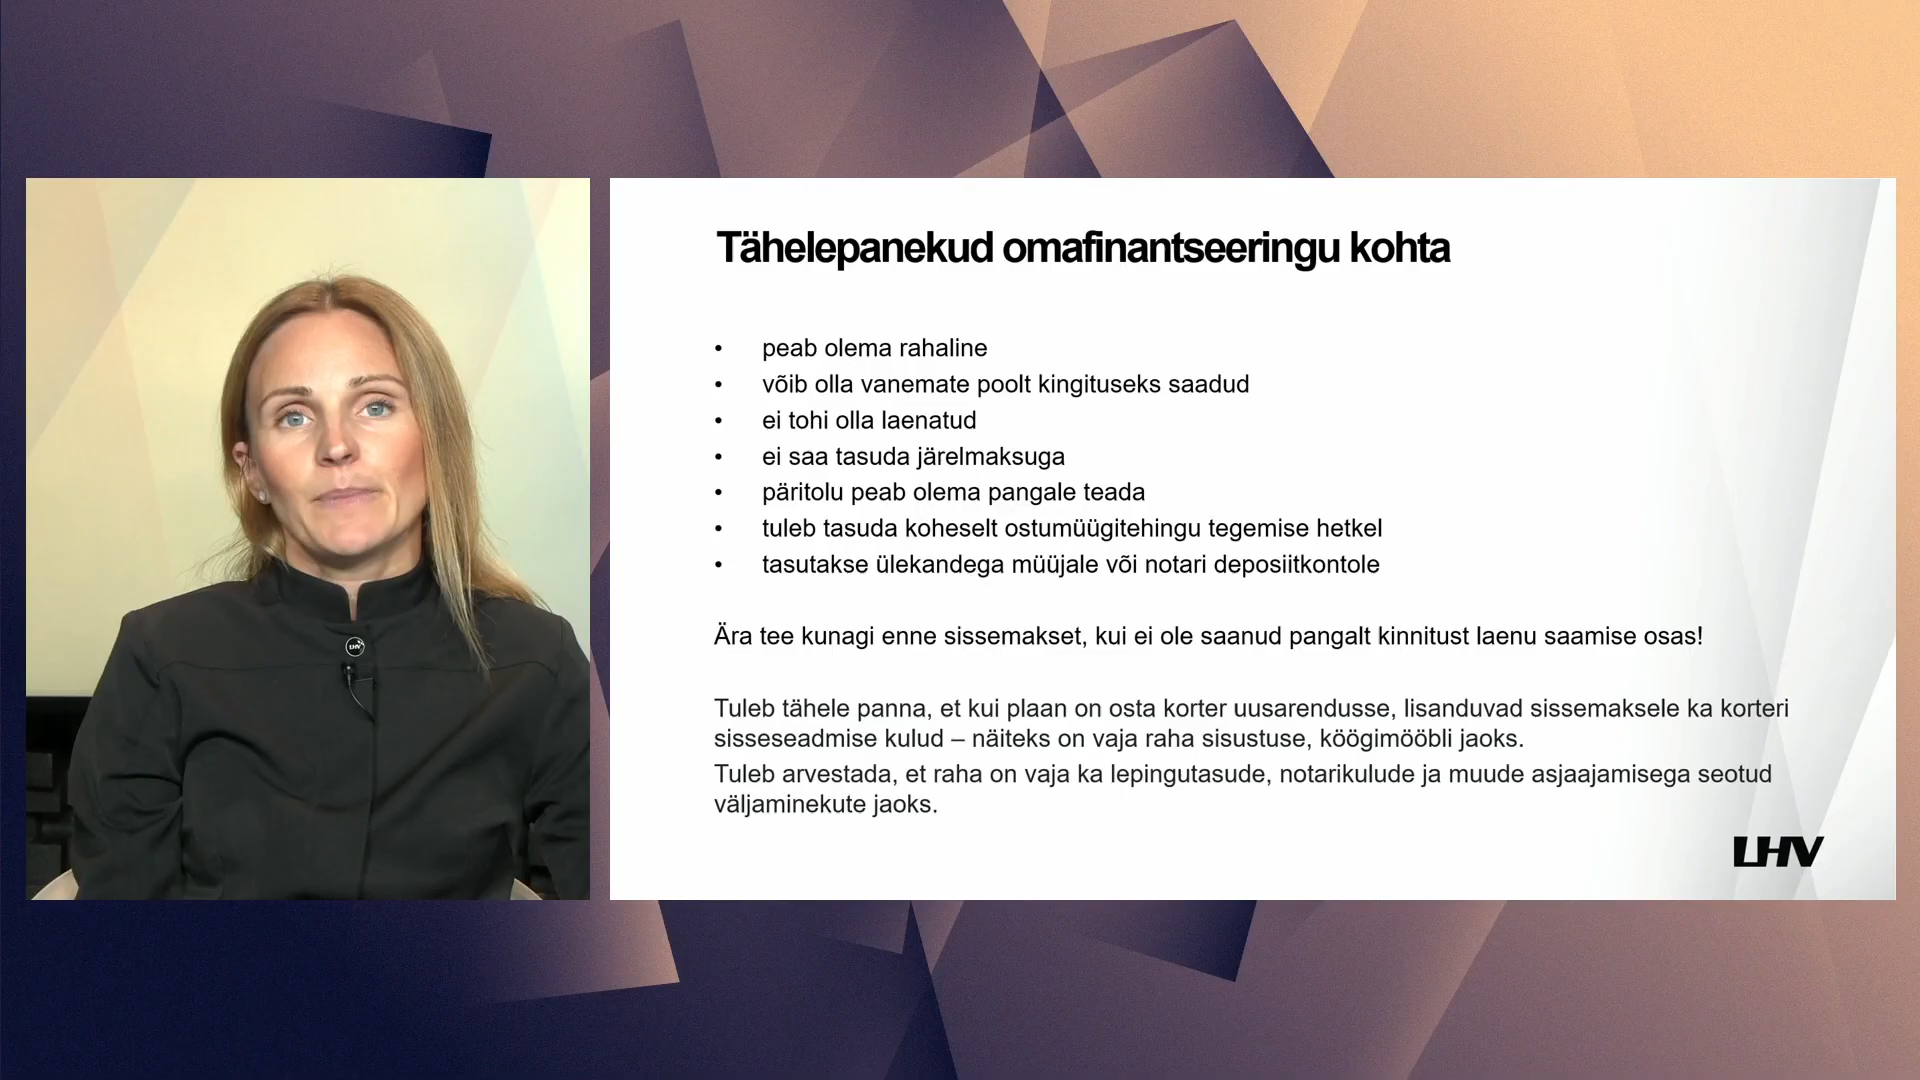 Tähelepanekud omafinantseeringu kohta
• peab olema rahaline
• võib olla vanemate poolt kingituseks saadud
• ei tohi olla laenatud
• ei saa tasuda järelmaksuga
• päritolu peab olema pangale teada
• tuleb tasuda koheselt ostumüügitehingu tegemise hetkel
• tasutakse ülekandega müüjale või notari deposiitkontole
Ära tee kunagi enne sissemakset, kui ei ole saanud pangalt kinnitust laenu saamise osas!
Tuleb tähele panna, et kui plaan on osta korter uusarendusse, lisanduvad sissemaksele ka korteri
sisseseadmise kulud – näiteks on vaja raha sisustuse, köögimööbli jaoks.
Tuleb arvestada, et raha on vaja ka lepingutasude, notarikulude ja muude asjaajamisega seotud
väljaminekute jaoks.
LHV
LHV